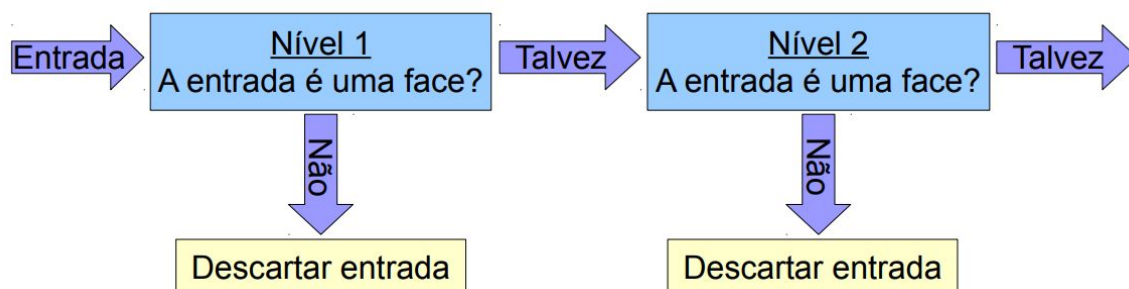 Entrada
Nível 1
A entrada é uma face?
Talvez
Nível 2
A entrada é uma face?
Talvez
Não
Não
Descartar entrada
Descartar entrada